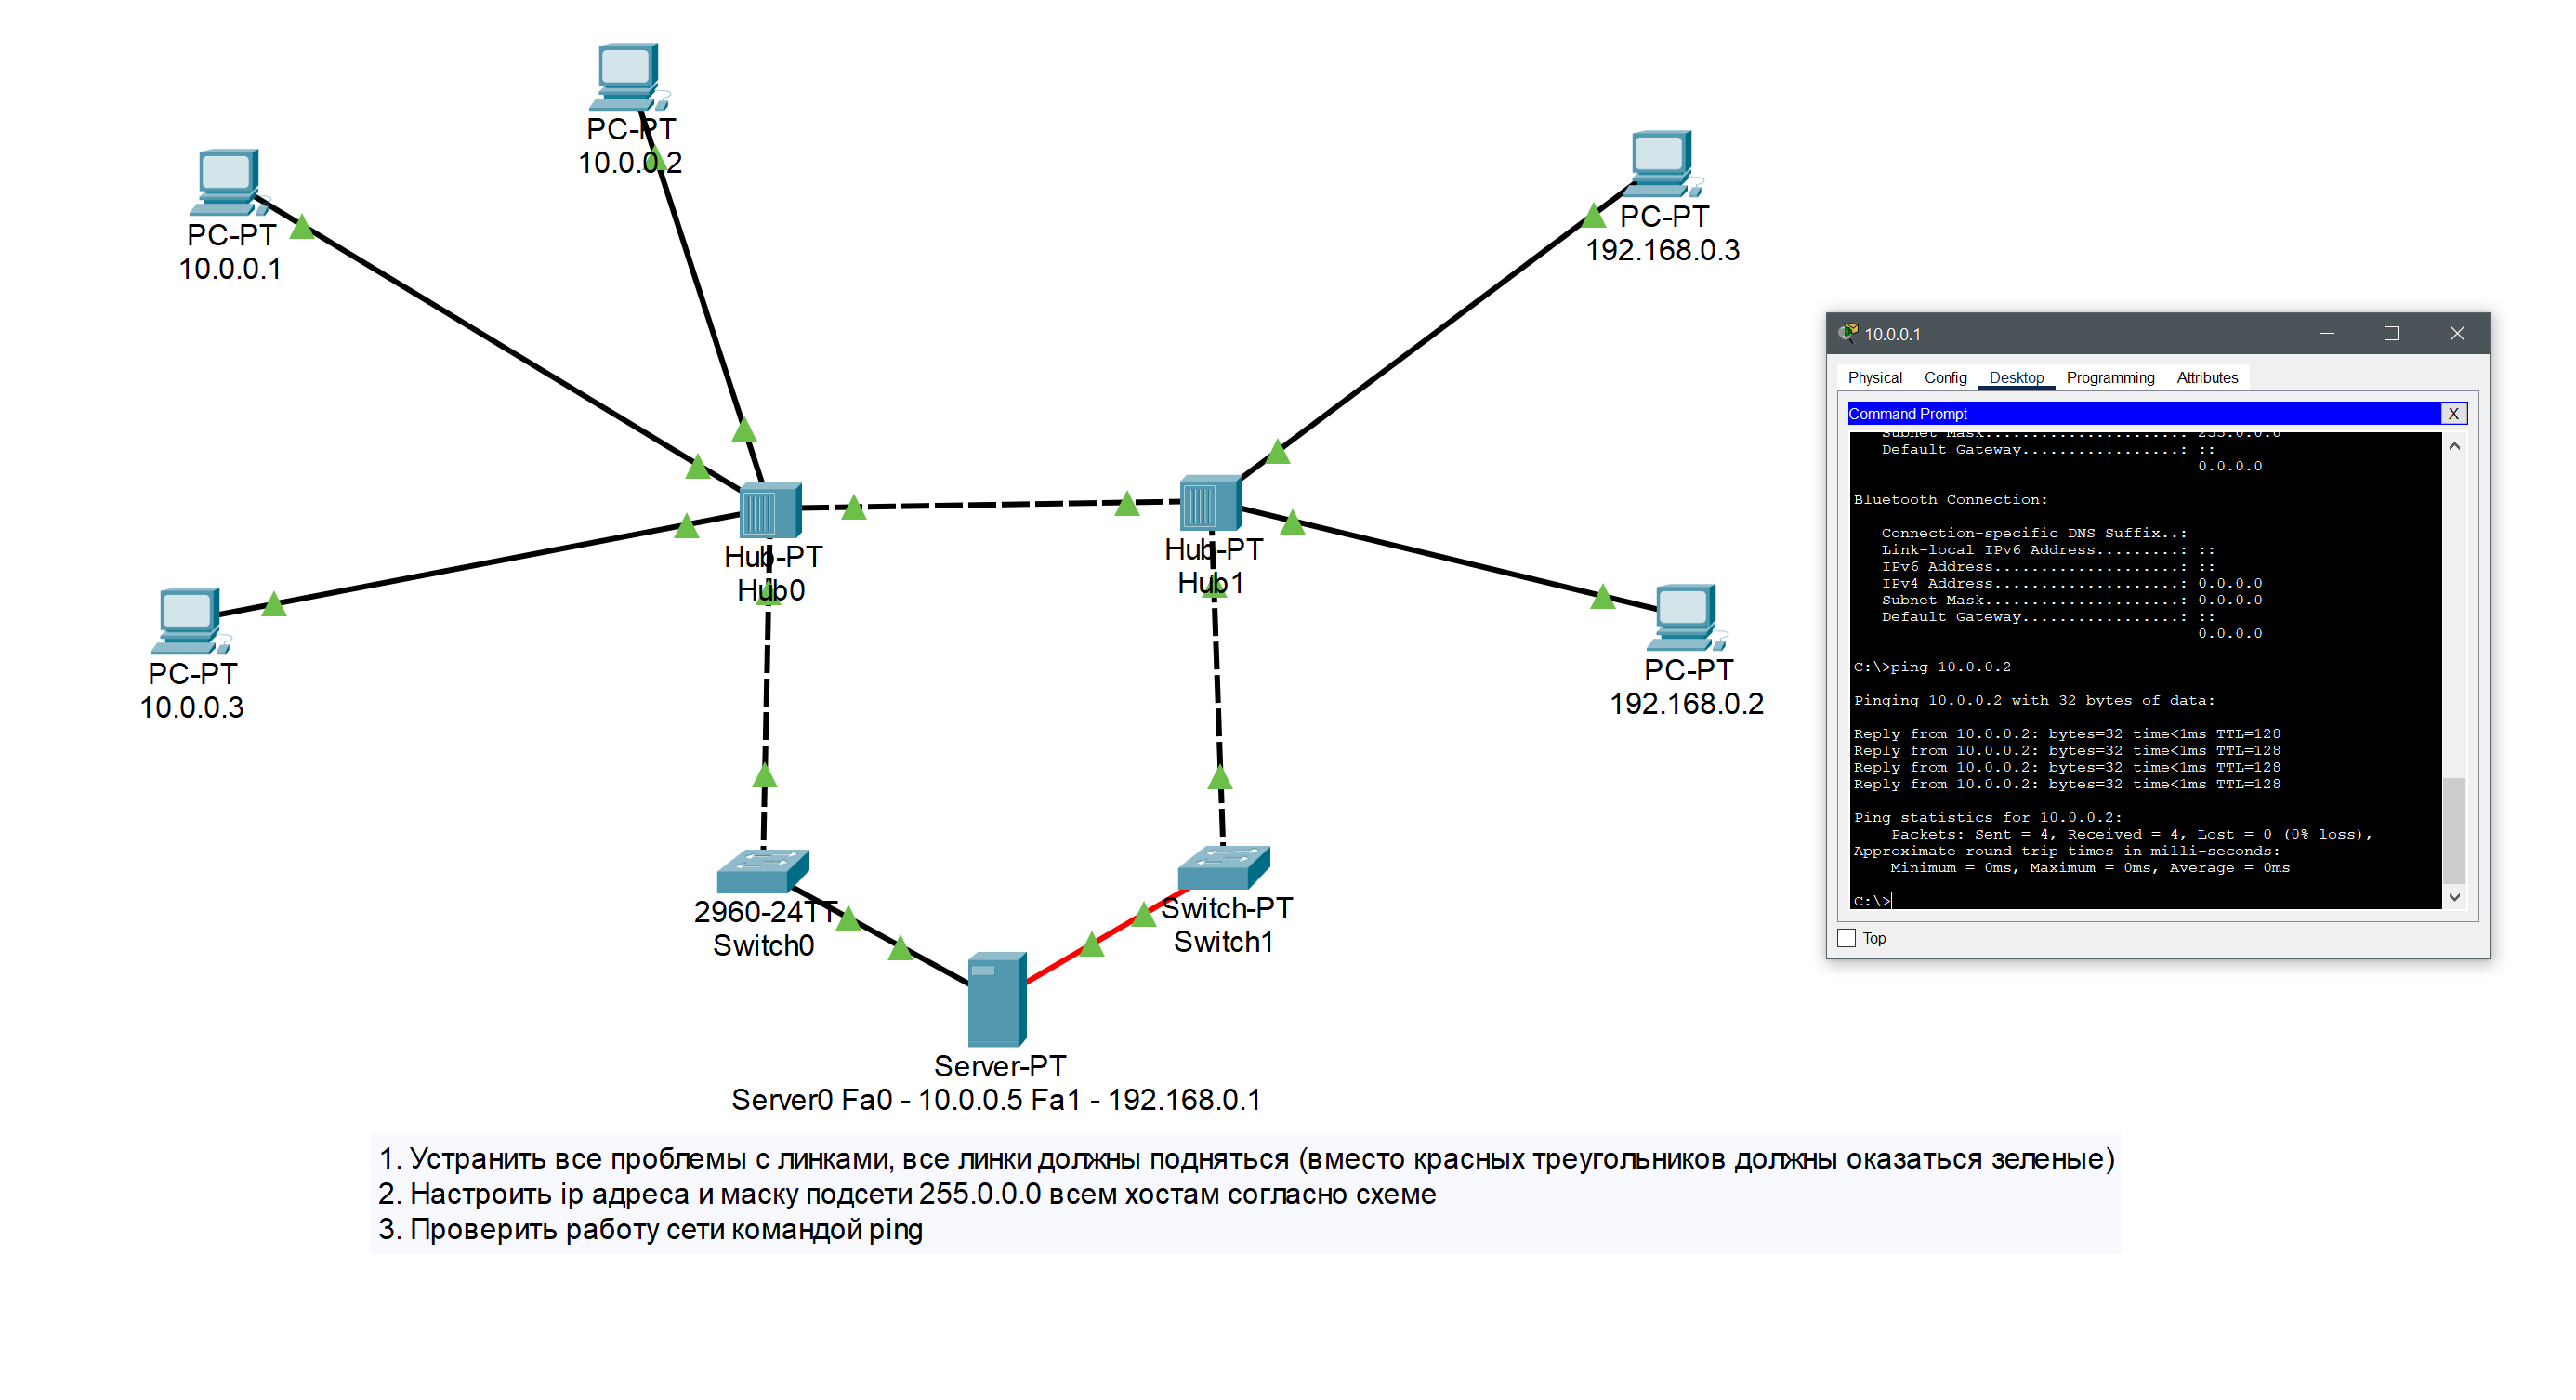 PC-PT
10.0.0.2
PC-PT
10.0.0.1
PC-PT
192.168.0.3
Hub-PT
Hub0
Hub-PT
Hub1
PC-PT
10.0.0.3
PC-PT
192.168.0.2
2960-24TT
Switch0
Switch-PT
Switch1
Server-PT
Server0 Fa0 - 10.0.0.5 Fa1 - 192.168.0.1
1. Устранить все проблемы с линками, все линки должны подняться (вместо красных треугольников должны оказаться зеленые)
2. Настроить ip адреса и маску подсети 255.0.0.0 всем хостам согласно схеме
3. Проверить работу сети командой ping
10.0.0.1
Physical Config Desktop Programming Attributes
Command Prompt X
Subnet Mask.....................: 255.0.0.0
Default Gateway.................: ::
0.0.0.0
Bluetooth Connection:
Connection-specific DNS Suffix..:
Link-local IPv6 Address.........: ::
IPv6 Address....................: ::
IPv4 Address....................: 0.0.0.0
Subnet Mask.....................: 0.0.0.0
Default Gateway.................: ::
0.0.0.0
C:\>ping 10.0.0.2
Pinging 10.0.0.2 with 32 bytes of data:
Reply from 10.0.0.2: bytes=32 time<1ms TTL=128
Reply from 10.0.0.2: bytes=32 time<1ms TTL=128
Reply from 10.0.0.2: bytes=32 time<1ms TTL=128
Reply from 10.0.0.2: bytes=32 time<1ms TTL=128
Ping statistics for 10.0.0.2:
Packets: Sent = 4, Received = 4, Lost = 0 (0% loss),
Approximate round trip times in milli-seconds:
Minimum = 0ms, Maximum = 0ms, Average = 0ms
C:\>
Top